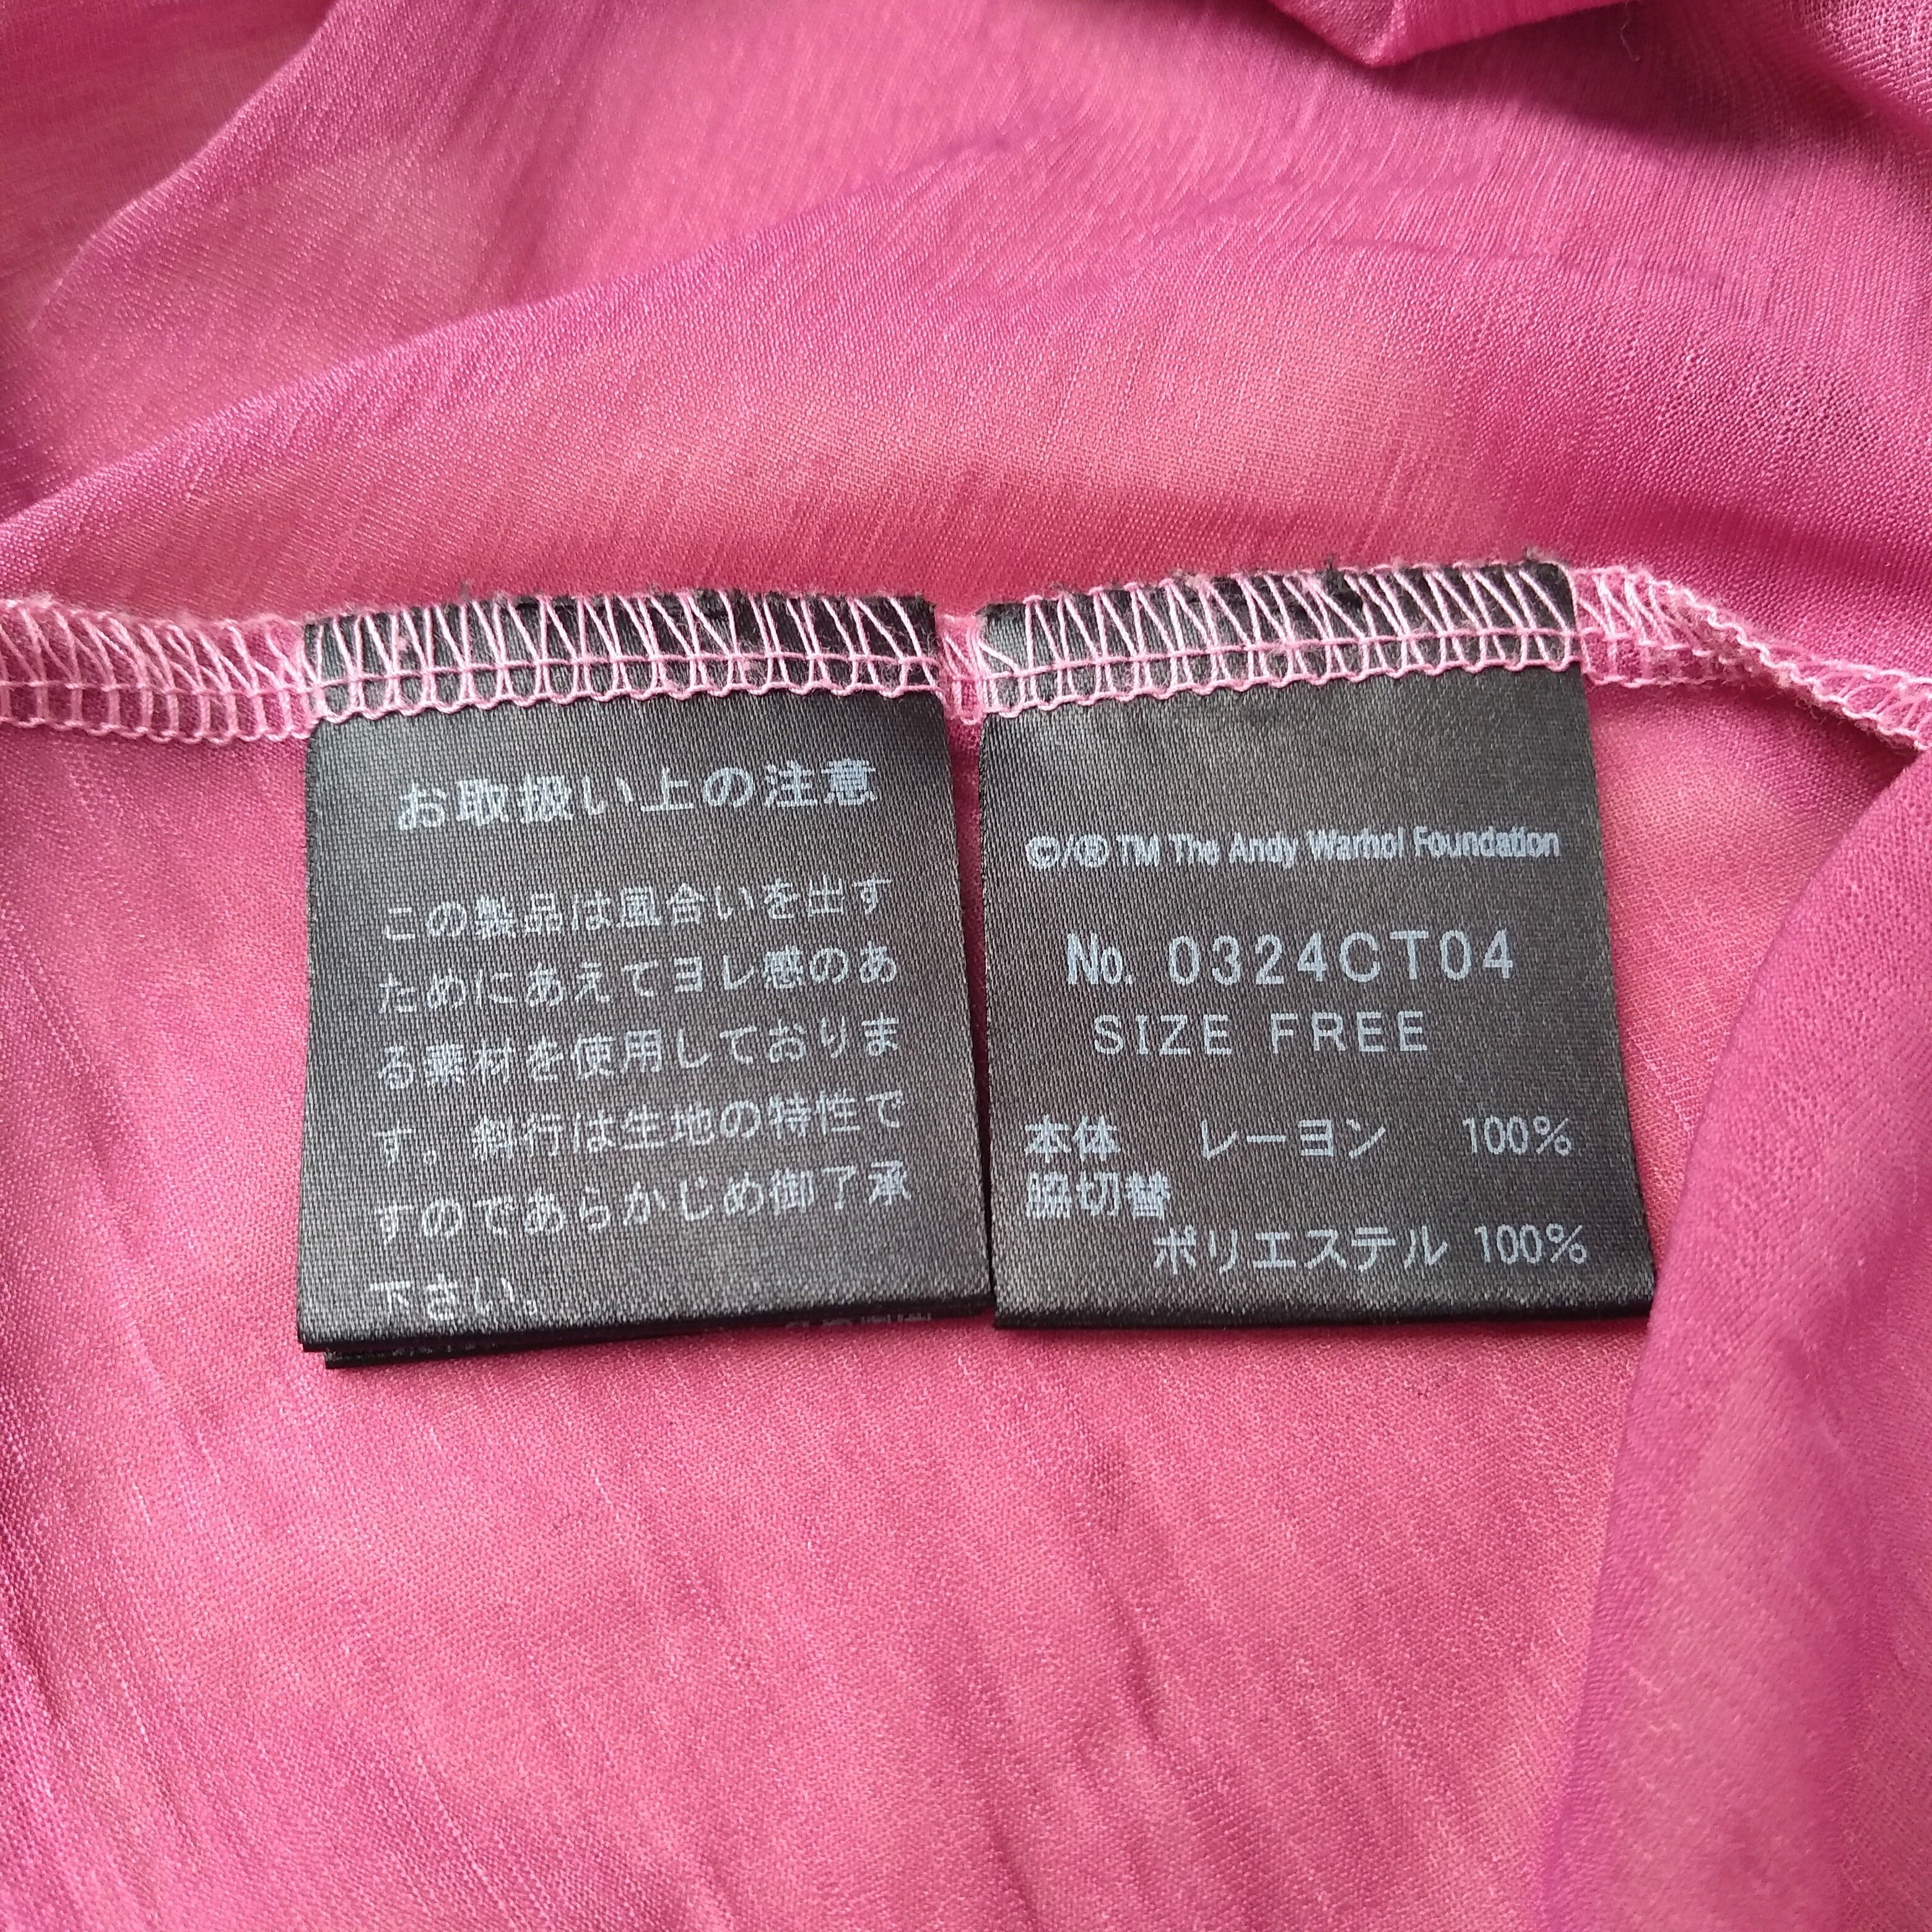 お取扱い上の注意
この製品は風合いを出す
ためにあえてヨレ感のあ
る素材を使用しておりま
す。斜行は生地の特性で
すのであらかじめ御了承
下さい。
©/®TM The Andy Warhol Foundation
No. 0324CT04
SIZE FREE
本体 レーヨン 100%
脇切替
ポリエステル 100%